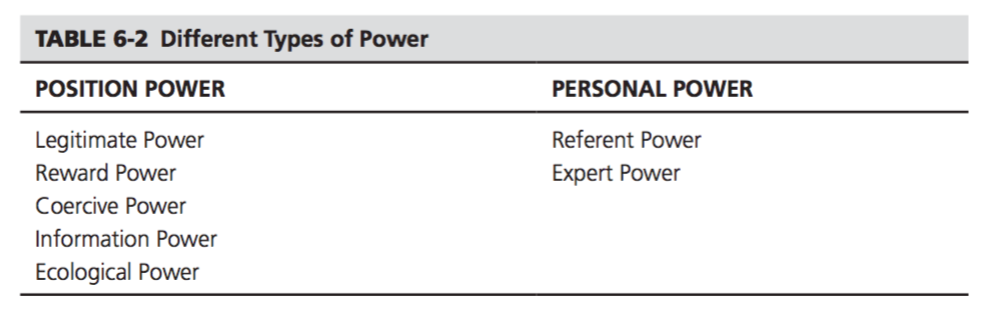 TABLE 6-2 Different Types of Power
POSITION POWER PERSONAL POWER
Legitimate Power Referent Power
Reward Power Expert Power
Coercive Power
Information Power
Ecological Power